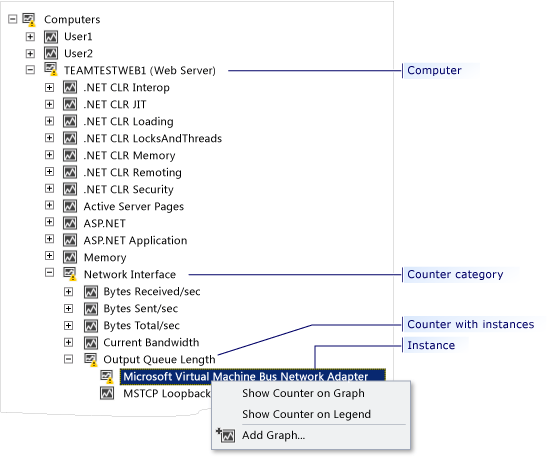 Computers
User1
User2
TEAMTESTWEB1 (Web Server)
Computer
.NET CLR Interop
.NET CLR JIT
.NET CLR Loading
.NET CLR LocksAndThreads
.NET CLR Memory
.NET CLR Remoting
.NET CLR Security
Active Server Pages
ASP.NET
ASP.NET Application
Memory
Network Interface
Counter category
Bytes Received/sec
Bytes Sent/sec
Bytes Total/sec
Counter with instances
Current Bandwidth
Instance
Output Queue Length
Microsoft Virtual Machine Bus Network Adapter
MSTCP Loopback
Show Counter on Graph
Show Counter on Legend
Add Graph...